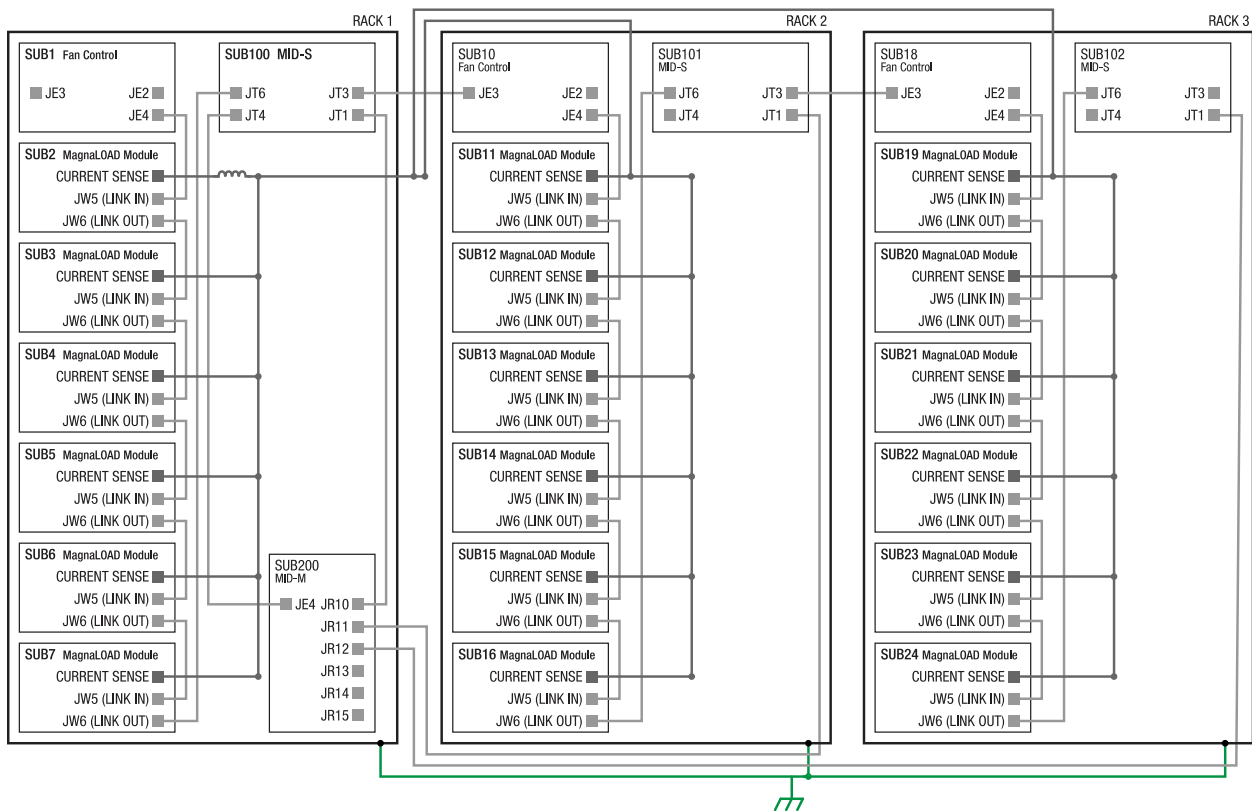 RACK 1
SUB1 Fan Control
JE3
JE2
JE4
SUB100 MID-S
JT6
JT3
JT4
JT1
SUB2 MagnaLOAD Module
CURRENT SENSE
JW5 (LINK IN)
JW6 (LINK OUT)
SUB3 MagnaLOAD Module
CURRENT SENSE
JW5 (LINK IN)
JW6 (LINK OUT)
SUB4 MagnaLOAD Module
CURRENT SENSE
JW5 (LINK IN)
JW6 (LINK OUT)
SUB5 MagnaLOAD Module
CURRENT SENSE
JW5 (LINK IN)
JW6 (LINK OUT)
SUB6 MagnaLOAD Module
CURRENT SENSE
JW5 (LINK IN)
JW6 (LINK OUT)
SUB7 MagnaLOAD Module
CURRENT SENSE
JW5 (LINK IN)
JW6 (LINK OUT)
SUB200
MID-M
JE4 JR10
JR11
JR12
JR13
JR14
JR15
RACK 2
SUB10
Fan Control
JE3
JE2
JE4
SUB101
MID-S
JT6
JT3
JT4
JT1
SUB11 MagnaLOAD Module
CURRENT SENSE
JW5 (LINK IN)
JW6 (LINK OUT)
SUB12 MagnaLOAD Module
CURRENT SENSE
JW5 (LINK IN)
JW6 (LINK OUT)
SUB13 MagnaLOAD Module
CURRENT SENSE
JW5 (LINK IN)
JW6 (LINK OUT)
SUB14 MagnaLOAD Module
CURRENT SENSE
JW5 (LINK IN)
JW6 (LINK OUT)
SUB15 MagnaLOAD Module
CURRENT SENSE
JW5 (LINK IN)
JW6 (LINK OUT)
SUB16 MagnaLOAD Module
CURRENT SENSE
JW5 (LINK IN)
JW6 (LINK OUT)
RACK 3
SUB18
Fan Control
JE3
JE2
JE4
SUB102
MID-S
JT6
JT3
JT4
JT1
SUB19 MagnaLOAD Module
CURRENT SENSE
JW5 (LINK IN)
JW6 (LINK OUT)
SUB20 MagnaLOAD Module
CURRENT SENSE
JW5 (LINK IN)
JW6 (LINK OUT)
SUB21 MagnaLOAD Module
CURRENT SENSE
JW5 (LINK IN)
JW6 (LINK OUT)
SUB22 MagnaLOAD Module
CURRENT SENSE
JW5 (LINK IN)
JW6 (LINK OUT)
SUB23 MagnaLOAD Module
CURRENT SENSE
JW5 (LINK IN)
JW6 (LINK OUT)
SUB24 MagnaLOAD Module
CURRENT SENSE
JW5 (LINK IN)
JW6 (LINK OUT)